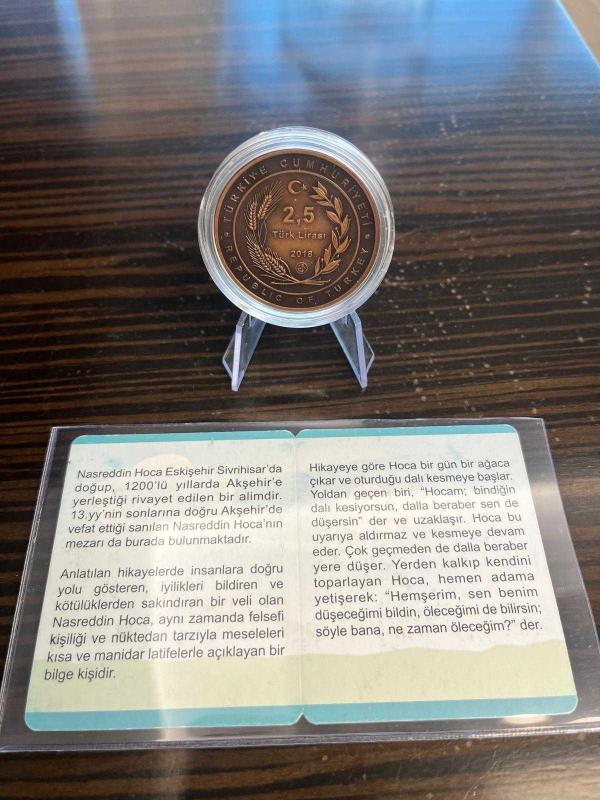 TÜRKİYE CUMHURİYETİ
2,5
Türk Lirası
2018
REPUBLIC OF TURKEY
Nasreddin Hoca Eskişehir Sivrihisar'da
doğup, 1200'lü yıllarda Akşehir'e
yerleştiği rivayet edilen bir alimdir.
13.yy'nin sonlarına doğru Akşehir'de
vefat ettiği sanılan Nasreddin Hoca'nın
mezarı da burada bulunmaktadır.
Anlatılan hikayelerde insanlara doğru
yolu gösteren, iyilikleri bildiren ve
kötülüklerden sakındıran bir veli olan
Nasreddin Hoca, aynı zamanda felsefi
kişiliği ve nüktedan tarzıyla meseleleri
kısa ve manidar latifelerle açıklayan bir
bilge kişidir.
Hikayeye göre Hoca bir gün bir ağaca
çıkar ve oturduğu dalı kesmeye başlar.
Yoldan geçen biri, "Hocam; bindiğin
dalı kesiyorsun, dalla beraber sen de
düşersin" der ve uzaklaşır. Hoca bu
uyarıya aldırmaz ve kesmeye devam
eder. Çok geçmeden de dalla beraber
yere düşer. Yerden kalkıp kendini
toparlayan Hoca, hemen adama
yetişerek: "Hemşerim, sen benim
düşeceğimi bildin, öleceğimi de bilirsin;
söyle bana, ne zaman öleceğim?" der.